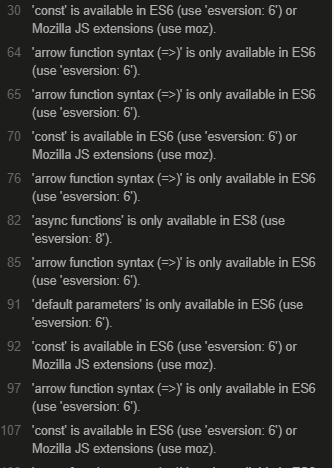 30 'const' is available in ES6 (use 'esversion: 6') or
Mozilla JS extensions (use moz).
64 'arrow function syntax (=>)' is only available in ES6
(use 'esversion: 6').
65 'arrow function syntax (=>)' is only available in ES6
(use 'esversion: 6').
70 'const' is available in ES6 (use 'esversion: 6') or
Mozilla JS extensions (use moz).
76 'arrow function syntax (=>)' is only available in ES6
(use 'esversion: 6').
82 'async functions' is only available in ES8 (use
'esversion: 8').
85 'arrow function syntax (=>)' is only available in ES6
(use 'esversion: 6').
91 'default parameters' is only available in ES6 (use
'esversion: 6').
92 'const' is available in ES6 (use 'esversion: 6') or
Mozilla JS extensions (use moz).
97 'arrow function syntax (=>)' is only available in ES6
(use 'esversion: 6').
107 'const' is available in ES6 (use 'esversion: 6') or
Mozilla JS extensions (use moz).